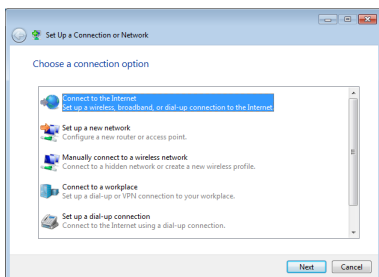 Set Up a Connection or Network
Choose a connection option
Connect to the Internet
Set up a wireless, broadband, or dial-up connection to the Internet.
Set up a new network
Configure a new router or access point.
Manually connect to a wireless network
Connect to a hidden network or create a new wireless profile.
Connect to a workplace
Set up a dial-up or VPN connection to your workplace.
Set up a dial-up connection
Connect to the Internet using a dial-up connection.
Next Cancel